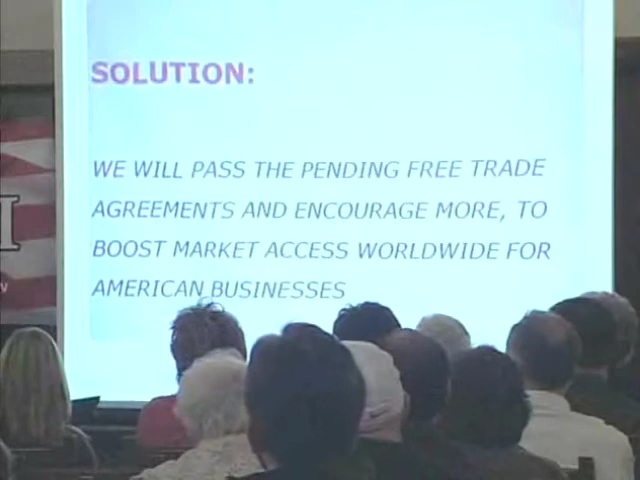 SOLUTION:
WE WILL PASS THE PENDING FREE TRADE
AGREEMENTS AND ENCOURAGE MORE, TO
BOOST MARKET ACCESS WORLDWIDE FOR
AMERICAN BUSINESSES